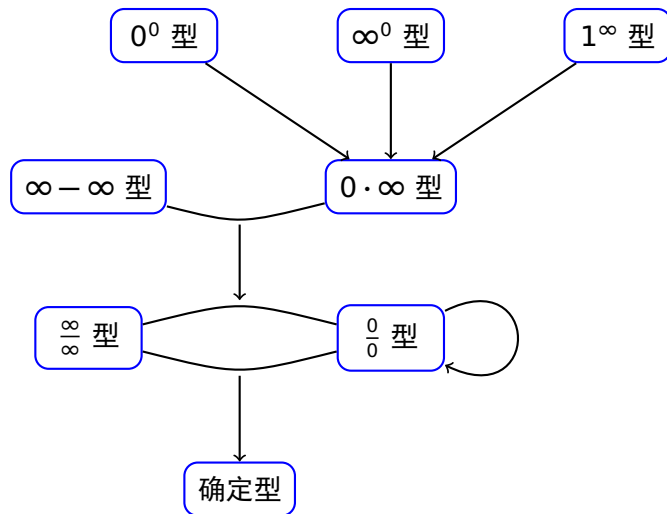 0⁰ 型
∞⁰ 型
1^∞ 型
∞ − ∞ 型
0 · ∞ 型
∞/∞ 型
0/0 型
确定型